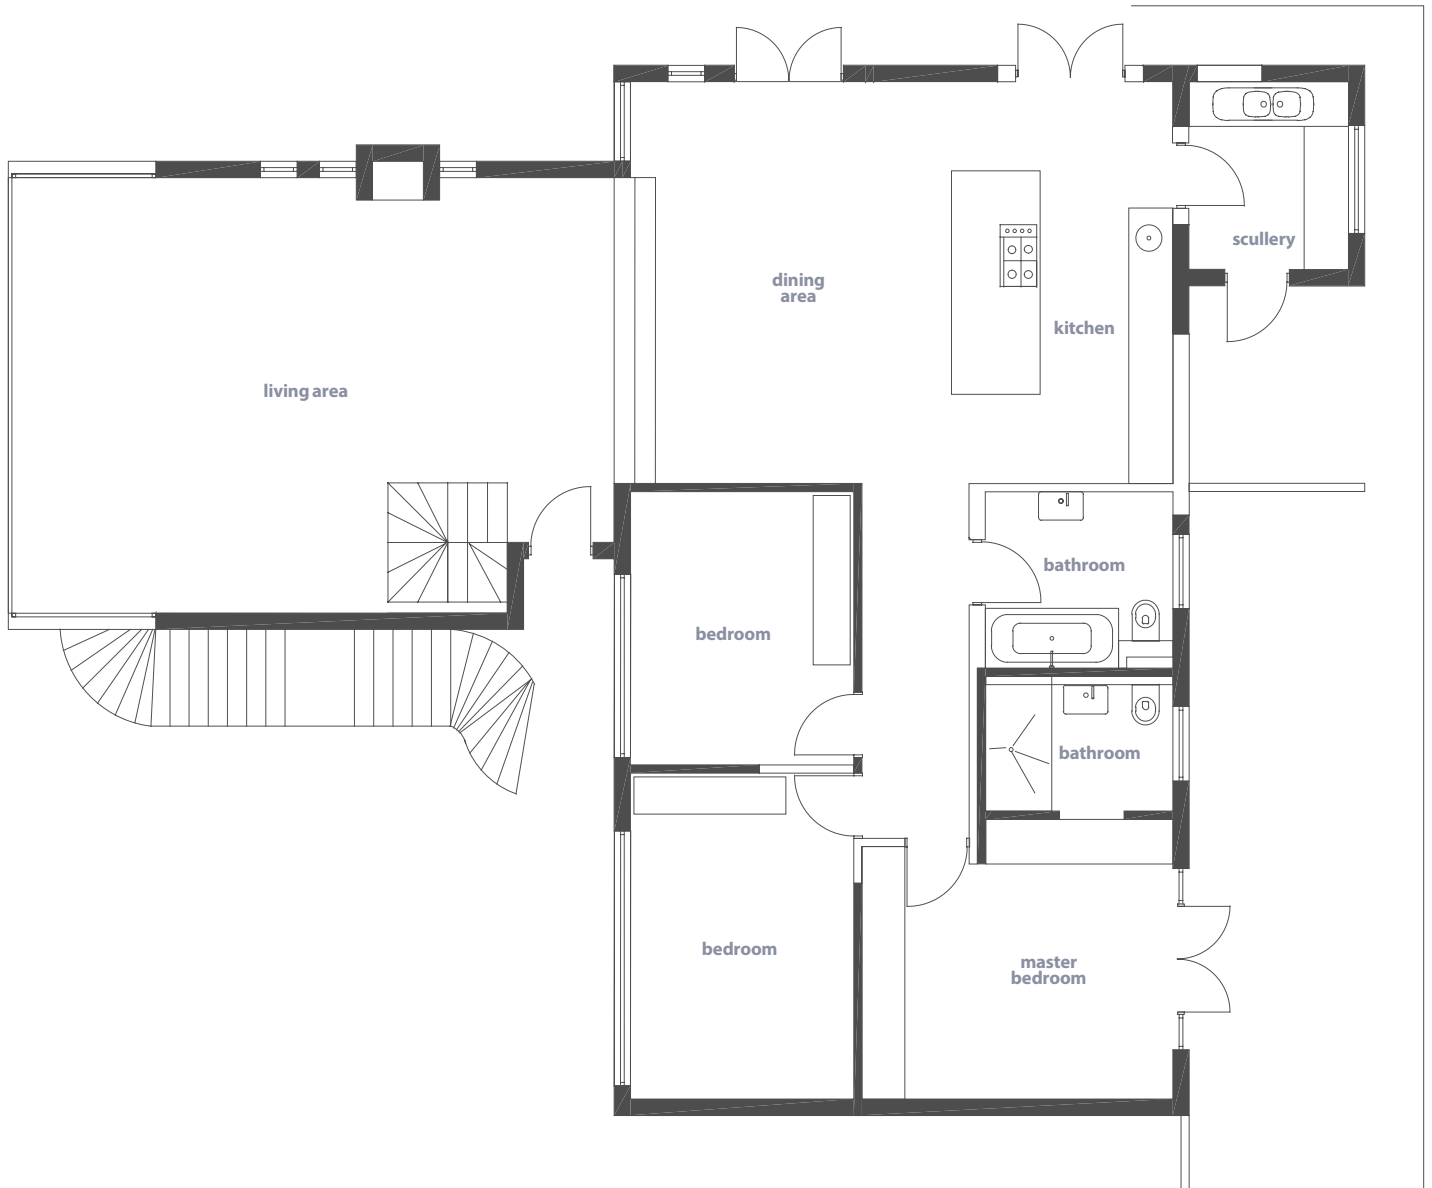 scullery
dining
area
kitchen
living area
bathroom
bedroom
bathroom
bedroom
master
bedroom